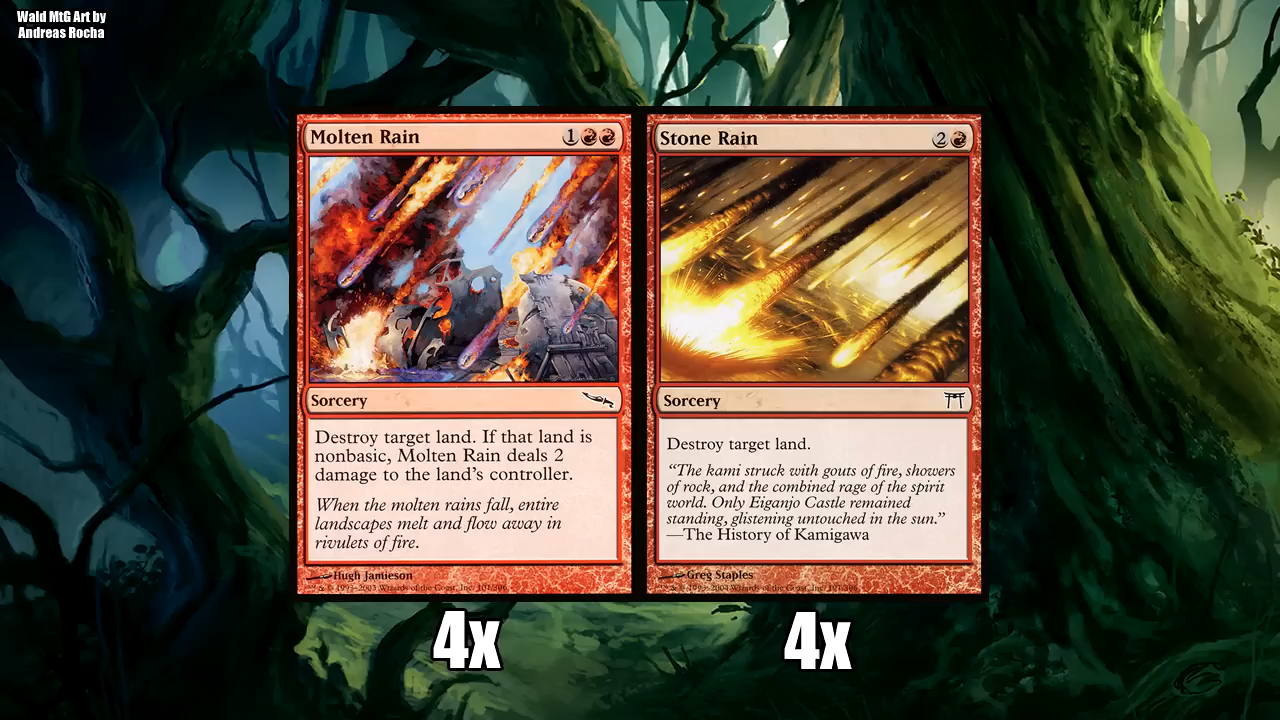 Wald MtG Art by
Andreas Rocha
Molten Rain
1
Sorcery
Destroy target land. If that land is
nonbasic, Molten Rain deals 2
damage to the land's controller.
When the molten rains fall, entire
landscapes melt and flow away in
rivulets of fire.
Hugh Jamieson
4x
Stone Rain
2
Sorcery
Destroy target land.
“The kami struck with gouts of fire, showers
of rock, and the combined rage of the spirit
world. Only Eiganjo Castle remained
standing, glistening untouched in the sun.”
—The History of Kamigawa
Greg Staples
4x